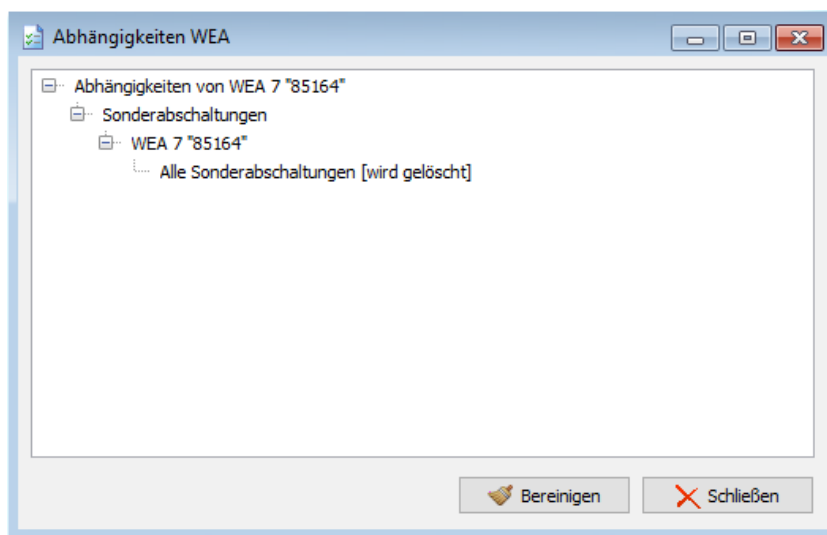 Abhängigkeiten WEA
Abhängigkeiten von WEA 7 "85164"
Sonderabschaltungen
WEA 7 "85164"
Alle Sonderabschaltungen [wird gelöscht]
Bereinigen
Schließen